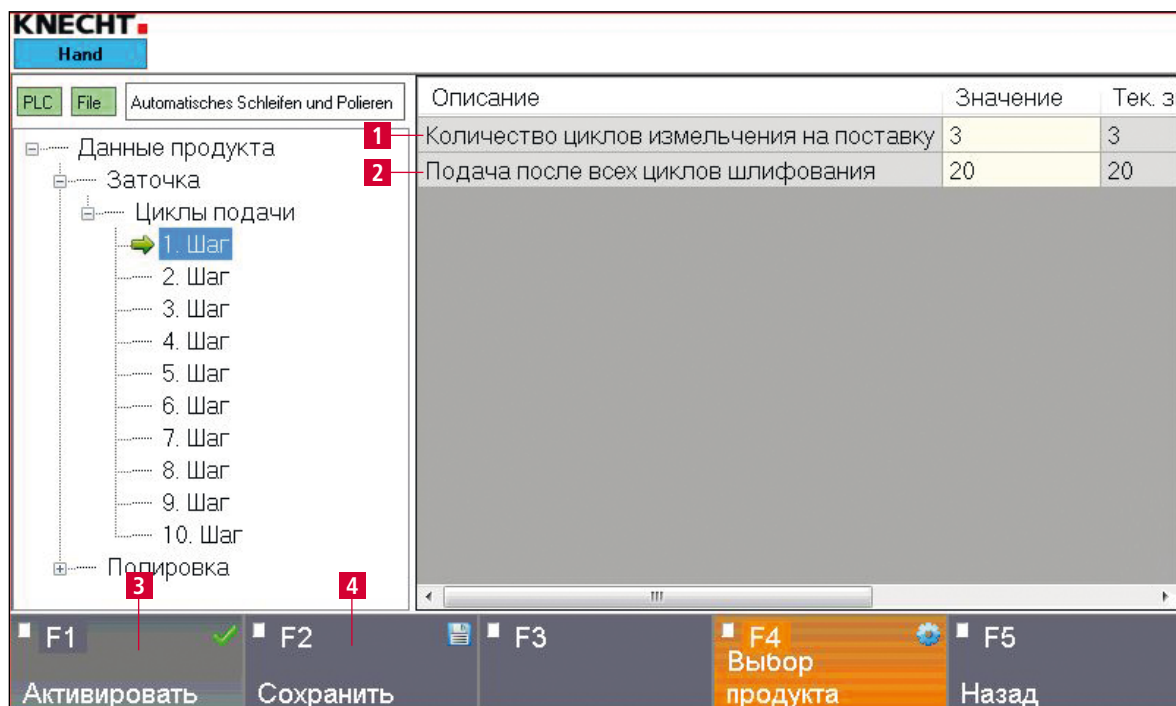 KNECHT
Hand
PLC File Automatisches Schleifen und Polieren
Данные продукта
Заточка
Циклы подачи
1. Шаг
2. Шаг
3. Шаг
4. Шаг
5. Шаг
6. Шаг
7. Шаг
8. Шаг
9. Шаг
10. Шаг
Полировка
Описание Значение Тек. з
1 Количество циклов измельчения на поставку 3 3
2 Подача после всех циклов шлифования 20 20
3 4
F1 F2 F3 F4 F5
Выбор
Активировать Сохранить продукта Назад